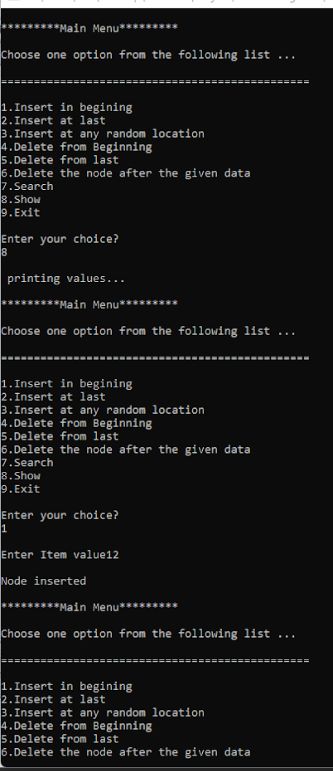 *********Main Menu*********
Choose one option from the following list ...
===============================================
1.Insert in begining
2.Insert at last
3.Insert at any random location
4.Delete from Beginning
5.Delete from last
6.Delete the node after the given data
7.Search
8.Show
9.Exit
Enter your choice?
8
printing values...
*********Main Menu*********
Choose one option from the following list ...
===============================================
1.Insert in begining
2.Insert at last
3.Insert at any random location
4.Delete from Beginning
5.Delete from last
6.Delete the node after the given data
7.Search
8.Show
9.Exit
Enter your choice?
1
Enter Item value12
Node inserted
*********Main Menu*********
Choose one option from the following list ...
===============================================
1.Insert in begining
2.Insert at last
3.Insert at any random location
4.Delete from Beginning
5.Delete from last
6.Delete the node after the given data